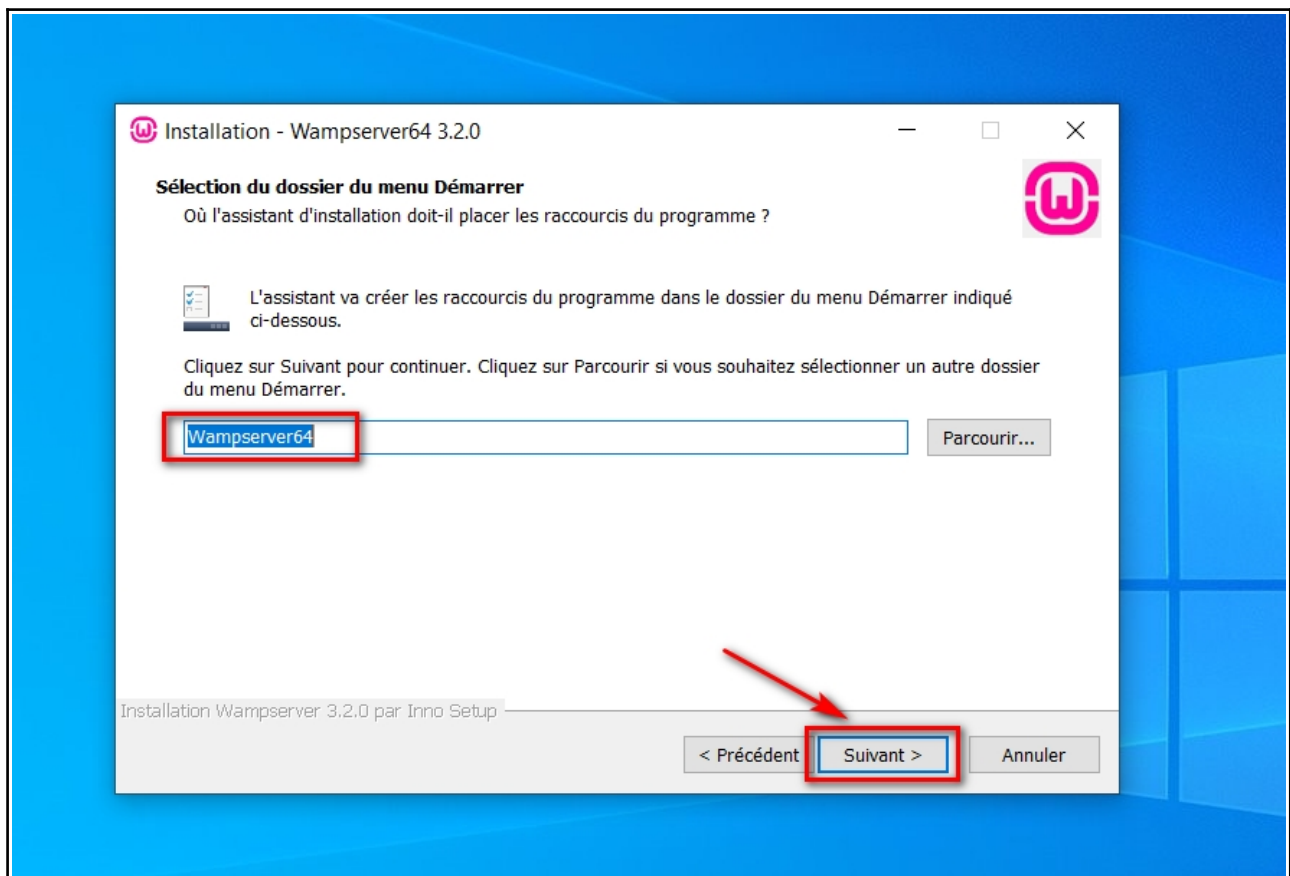 Installation - Wampserver64 3.2.0
Sélection du dossier du menu Démarrer
Où l'assistant d'installation doit-il placer les raccourcis du programme ?
L'assistant va créer les raccourcis du programme dans le dossier du menu Démarrer indiqué
ci-dessous.
Cliquez sur Suivant pour continuer. Cliquez sur Parcourir si vous souhaitez sélectionner un autre dossier
du menu Démarrer.
Wampserver64
Parcourir...
Installation Wampserver 3.2.0 par Inno Setup
< Précédent
Suivant >
Annuler